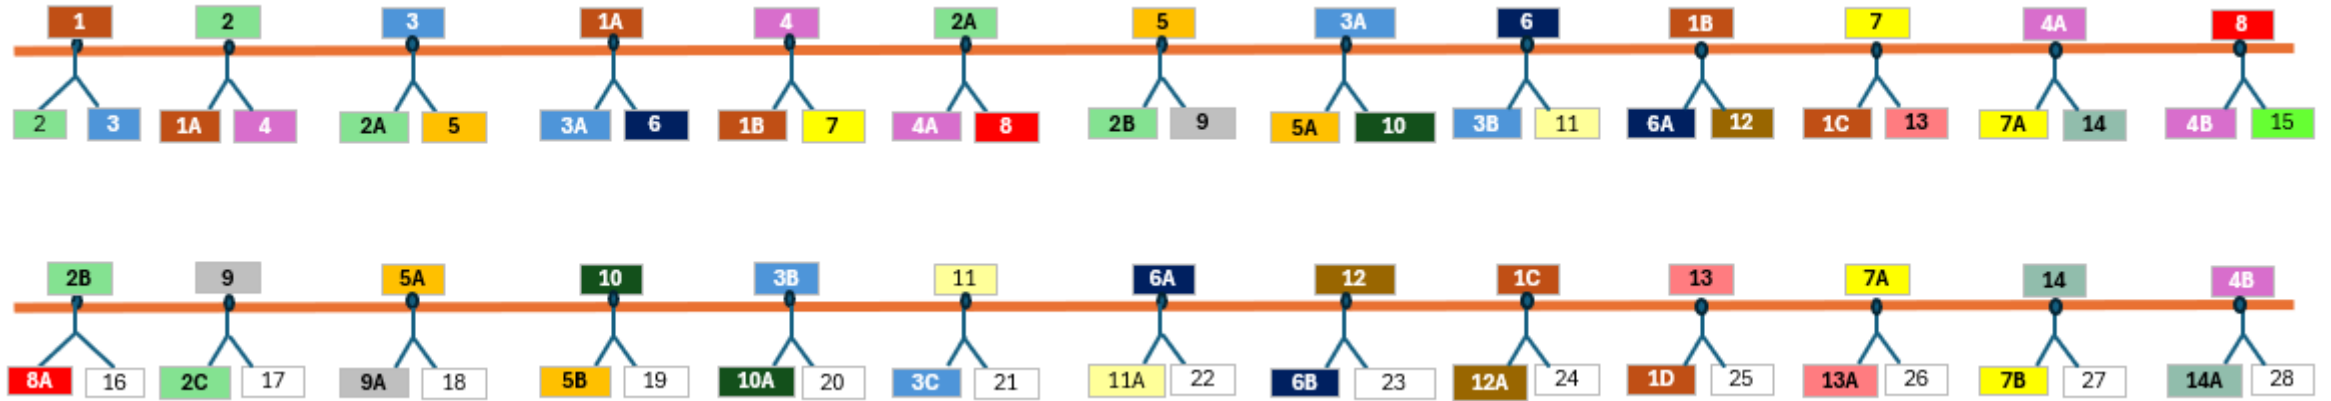 1 2 3 1A 4 2A 5 3A 6 1B 7 4A 8
2 3 1A 4 2A 5 3A 6 1B 7 4A 8 2B 9 5A 10 3B 11 6A 12 1C 13 7A 14 4B 15
2B 9 5A 10 3B 11 6A 12 1C 13 7A 14 4B
8A 16 2C 17 9A 18 5B 19 10A 20 3C 21 11A 22 6B 23 12A 24 1D 25 13A 26 7B 27 14A 28